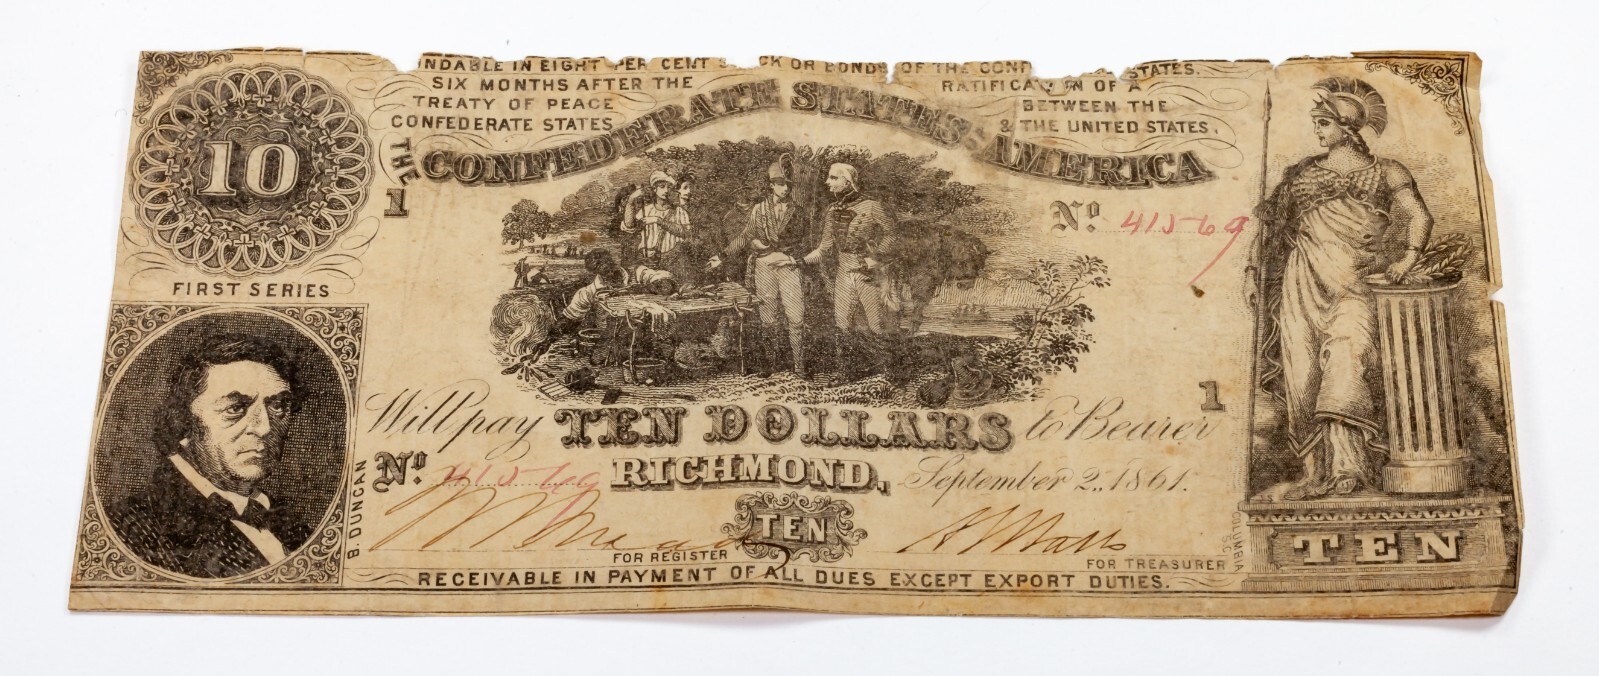 NDABLE IN EIGHT PER CENT CK OR BONDS OF THE CONF STATES.
SIX MONTHS AFTER THE RATIFICA N OF A
TREATY OF PEACE BETWEEN THE
CONFEDERATE STATES & THE UNITED STATES.
THE CONFEDERATE STATES AMERICA
10
1
No. 41569
FIRST SERIES
1
Will pay TEN DOLLARS to Bearer
No. 41569 RICHMOND, September 2, 1861.
TEN
FOR REGISTER
FOR TREASURER
RECEIVABLE IN PAYMENT OF ALL DUES EXCEPT EXPORT DUTIES.
B. DUNCAN
COLUMBIA S.C.
TEN